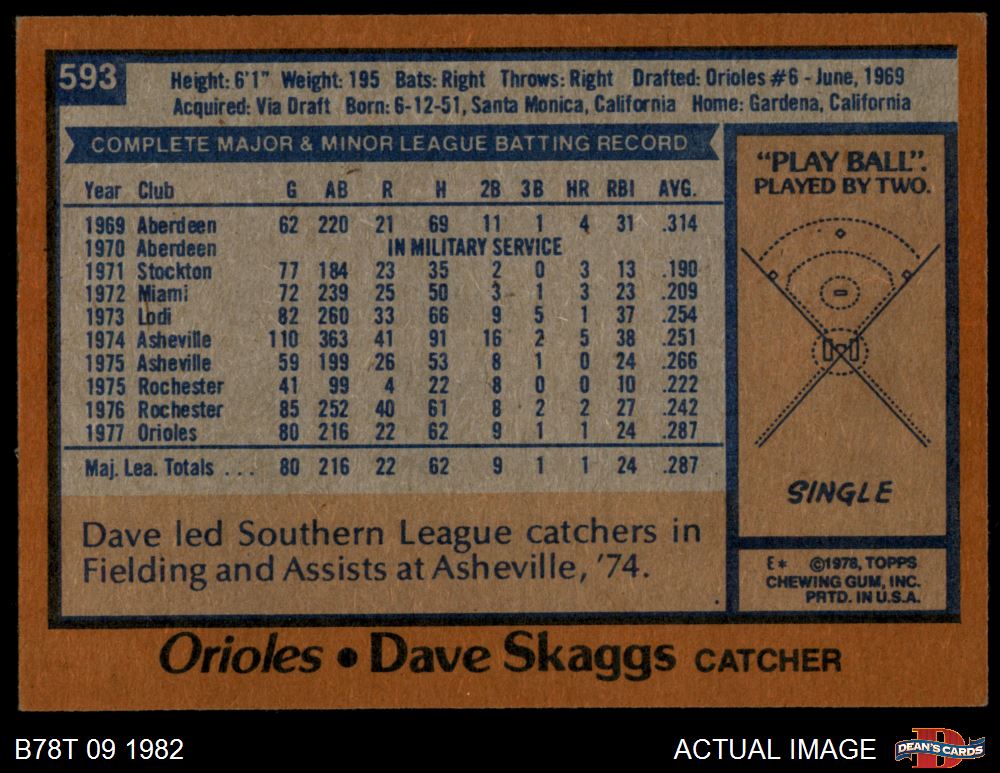 593
Height: 6'1" Weight: 195 Bats: Right Throws: Right Drafted: Orioles #6 - June, 1969
Acquired: Via Draft Born: 6-12-51, Santa Monica, California Home: Gardena, California
COMPLETE MAJOR & MINOR LEAGUE BATTING RECORD
Year Club G AB R H 2B 3B HR RBI AVG.
1969 Aberdeen 62 220 21 69 11 1 4 31 .314
1970 Aberdeen IN MILITARY SERVICE
1971 Stockton 77 184 23 35 2 0 3 13 .190
1972 Miami 72 239 25 50 3 1 3 23 .209
1973 Lodi 82 260 33 66 9 5 1 37 .254
1974 Asheville 110 363 41 91 16 2 5 38 .251
1975 Asheville 59 199 26 53 8 1 0 24 .266
1975 Rochester 41 99 4 22 8 0 0 10 .222
1976 Rochester 85 252 40 61 8 2 2 27 .242
1977 Orioles 80 216 22 62 9 1 1 24 .287
Maj. Lea. Totals . . . 80 216 22 62 9 1 1 24 .287
Dave led Southern League catchers in
Fielding and Assists at Asheville, '74.
"PLAY BALL".
PLAYED BY TWO.
SINGLE
E* ©1978, TOPPS
CHEWING GUM, INC.
PRTD. IN U.S.A.
Orioles • Dave Skaggs CATCHER
B78T 09 1982
ACTUAL IMAGE
D
DEAN'S CARDS